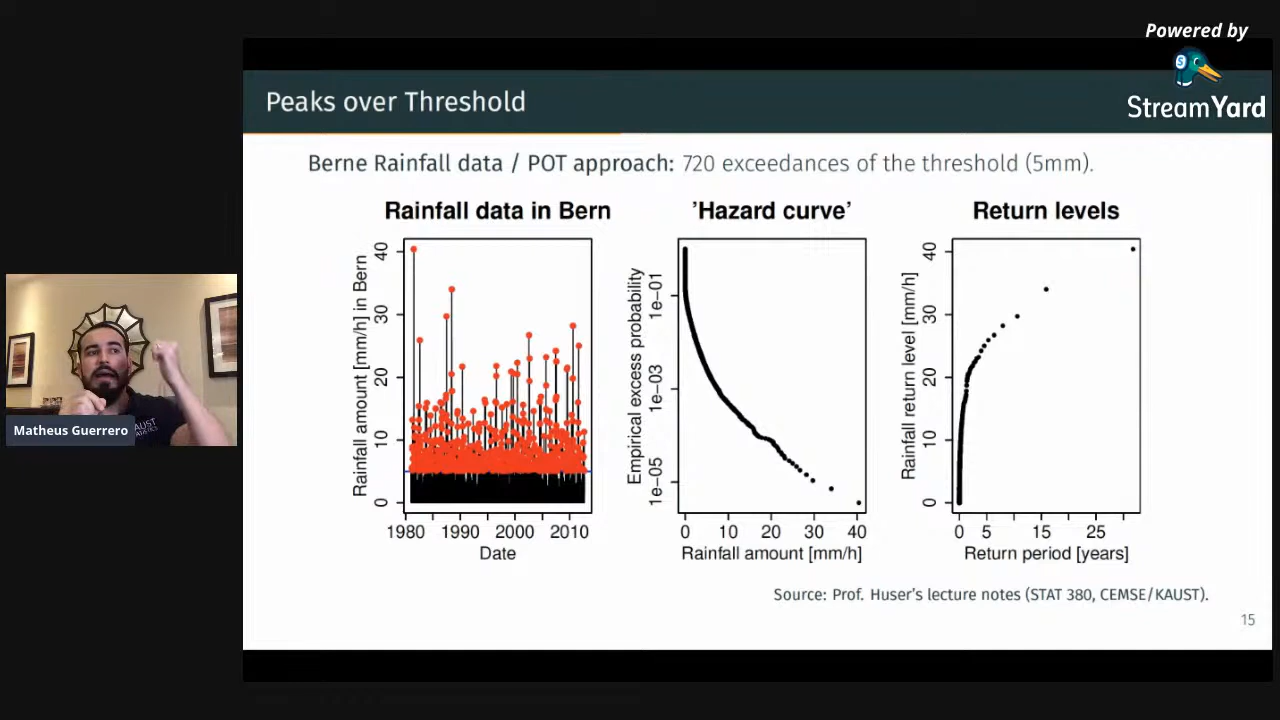 Powered by
StreamYard
Peaks over Threshold
Berne Rainfall data / POT approach: 720 exceedances of the threshold (5mm).
Rainfall data in Bern
Rainfall amount [mm/h] in Bern
0 10 20 30 40
1980 1990 2000 2010
Date
'Hazard curve'
Empirical excess probability
1e-05 1e-03 1e-01
0 10 20 30 40
Rainfall amount [mm/h]
Return levels
Rainfall return level [mm/h]
0 10 20 30 40
0 5 15 25
Return period [years]
Source: Prof. Huser's lecture notes (STAT 380, CEMSE/KAUST).
15
Matheus Guerrero